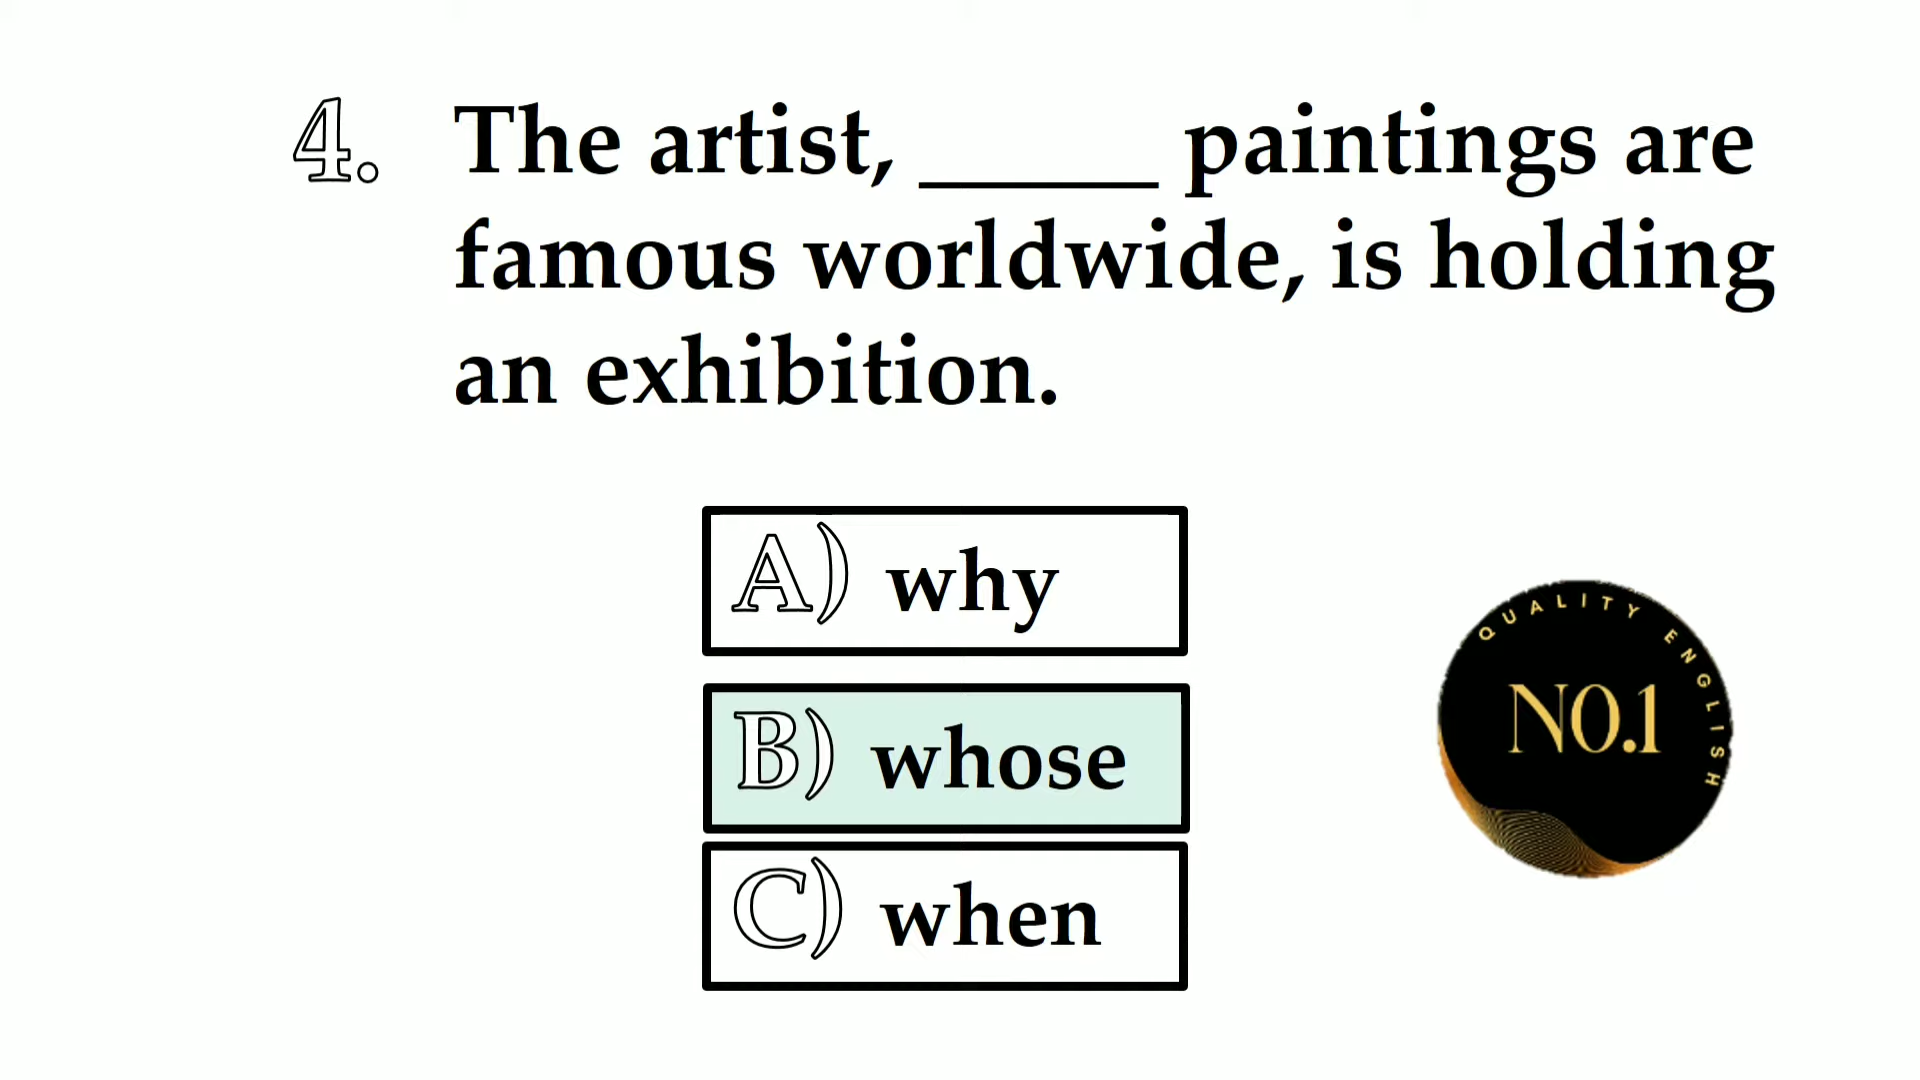 4. The artist, ______ paintings are
famous worldwide, is holding
an exhibition.
A) why
B) whose
C) when
QUALITY ENGLISH
NO.1